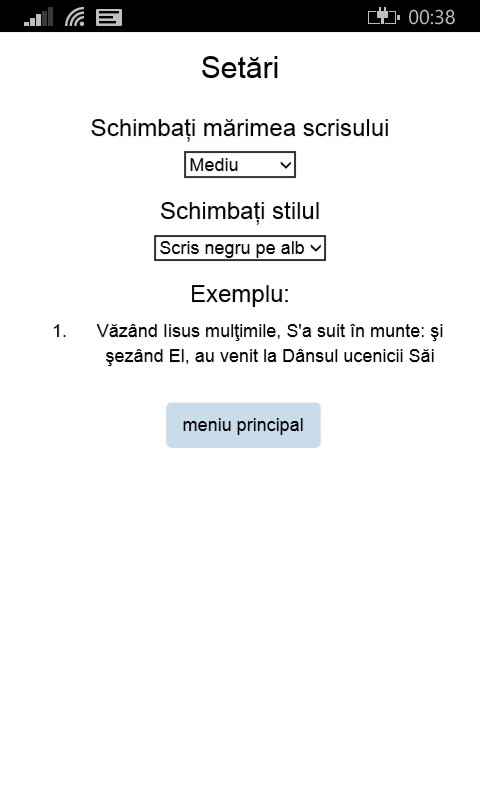 00:38
Setări
Schimbați mărimea scrisului
Mediu
Schimbați stilul
Scris negru pe alb
Exemplu:
1. Văzând Iisus mulţimile, S'a suit în munte: şi
şezând El, au venit la Dânsul ucenicii Săi
meniu principal